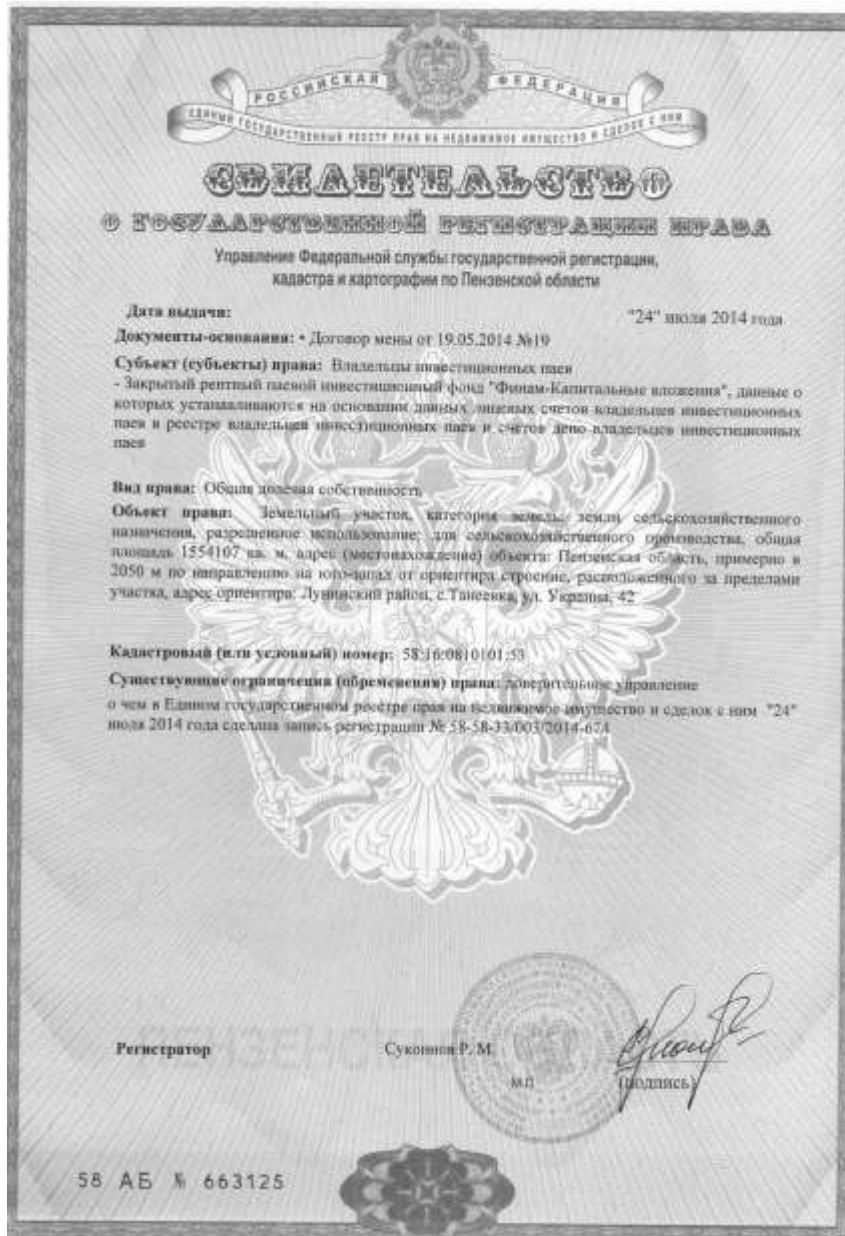 РОССИЙСКАЯ ФЕДЕРАЦИЯ
ЕДИНЫЙ ГОСУДАРСТВЕННЫЙ РЕЕСТР ПРАВ НА НЕДВИЖИМОЕ ИМУЩЕСТВО И СДЕЛОК С НИМ
СВИДЕТЕЛЬСТВО
О ГОСУДАРСТВЕННОЙ РЕГИСТРАЦИИ ПРАВА
Управление Федеральной службы государственной регистрации,
кадастра и картографии по Пензенской области
Дата выдачи: "24" июля 2014 года
Документы-основания: • Договор мены от 19.05.2014 №19
Субъект (субъекты) права: Владельцы инвестиционных паев
- Закрытый рентный паевой инвестиционный фонд "Финам-Капитальные вложения", данные о
которых устанавливаются на основании данных лицевых счетов владельцев инвестиционных
паев в реестре владельцев инвестиционных паев и счетов депо владельцев инвестиционных
паев
Вид права: Общая долевая собственность
Объект права: Земельный участок, категория земель: земли сельскохозяйственного
назначения, разрешенное использование: для сельскохозяйственного производства, общая
площадь 1554107 кв. м, адрес (местонахождение) объекта: Пензенская область, примерно в
2050 м по направлению на юго-запад от ориентира строение, расположенного за пределами
участка, адрес ориентира: Лунинский район, с.Танеевка, ул. Украина, 42
Кадастровый (или условный) номер: 58:16:0810101:53
Существующие ограничения (обременения) права: доверительное управление
о чем в Едином государственном реестре прав на недвижимое имущество и сделок с ним "24"
июля 2014 года сделана запись регистрации № 58-58-33/003/2014-674
Регистратор Суконнов Р. М.
м.п. (подпись)
58 АБ № 663125